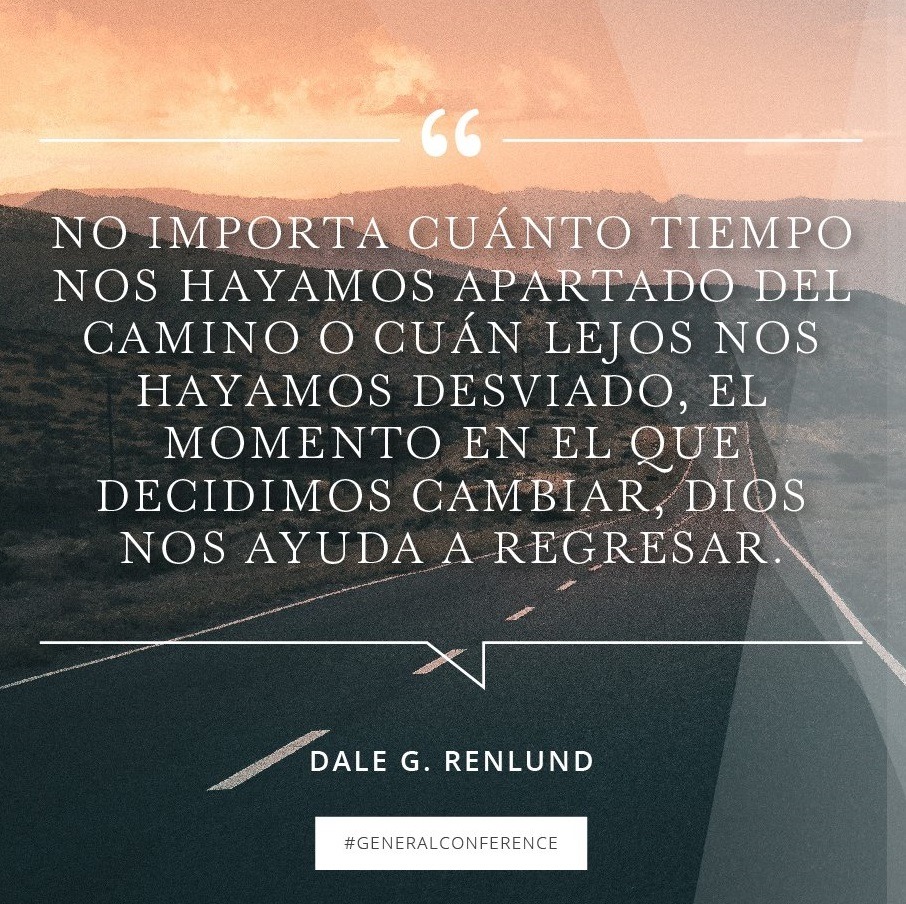 “
NO IMPORTA CUÁNTO TIEMPO
NOS HAYAMOS APARTADO DEL
CAMINO O CUÁN LEJOS NOS
HAYAMOS DESVIADO, EL
MOMENTO EN EL QUE
DECIDIMOS CAMBIAR, DIOS
NOS AYUDA A REGRESAR.
DALE G. RENLUND
#GENERALCONFERENCE